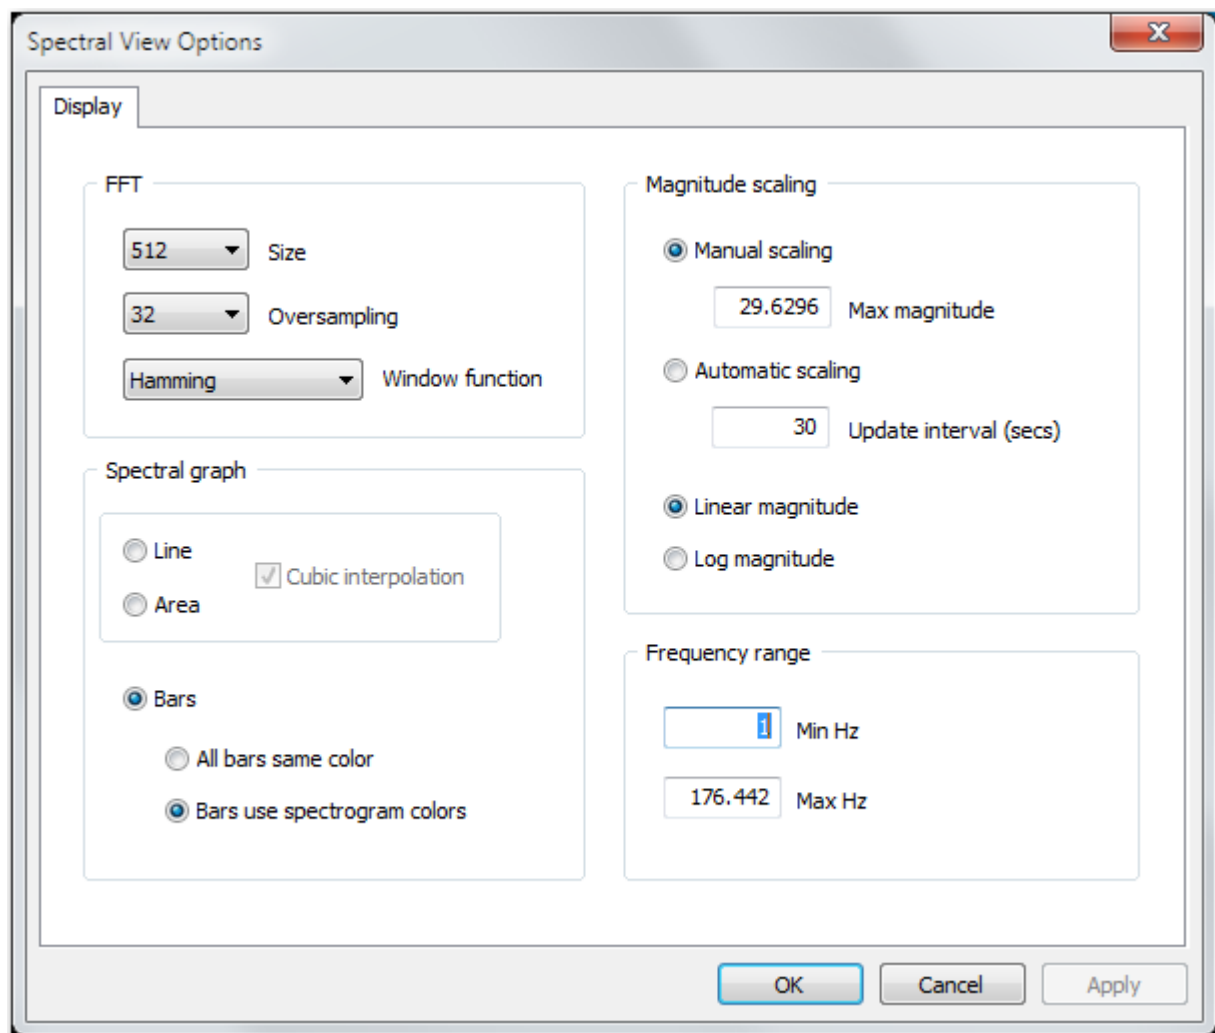 Spectral View Options
Display
FFT
512 Size
32 Oversampling
Hamming Window function
Spectral graph
Line
Cubic interpolation
Area
Bars
All bars same color
Bars use spectrogram colors
Magnitude scaling
Manual scaling
29.6296 Max magnitude
Automatic scaling
30 Update interval (secs)
Linear magnitude
Log magnitude
Frequency range
1 Min Hz
176.442 Max Hz
OK Cancel Apply